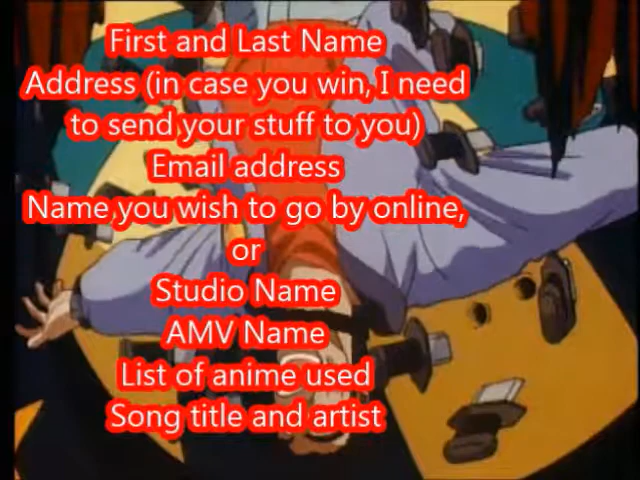 First and Last Name
Address (in case you win, I need
to send your stuff to you)
Email address
Name you wish to go by online,
or
Studio Name
AMV Name
List of anime used
Song title and artist